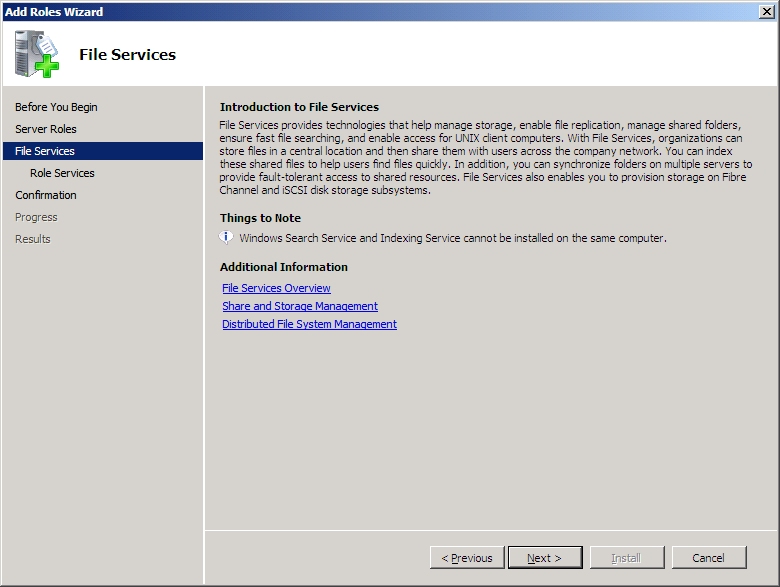 Add Roles Wizard
File Services
Before You Begin
Server Roles
File Services
Role Services
Confirmation
Progress
Results
Introduction to File Services
File Services provides technologies that help manage storage, enable file replication, manage shared folders,
ensure fast file searching, and enable access for UNIX client computers. With File Services, organizations can
store files in a central location and then share them with users across the company network. You can index
these shared files to help users find files quickly. In addition, you can synchronize folders on multiple servers to
provide fault-tolerant access to shared resources. File Services also enables you to provision storage on Fibre
Channel and iSCSI disk storage subsystems.
Things to Note
Windows Search Service and Indexing Service cannot be installed on the same computer.
Additional Information
File Services Overview
Share and Storage Management
Distributed File System Management
< Previous
Next >
Install
Cancel